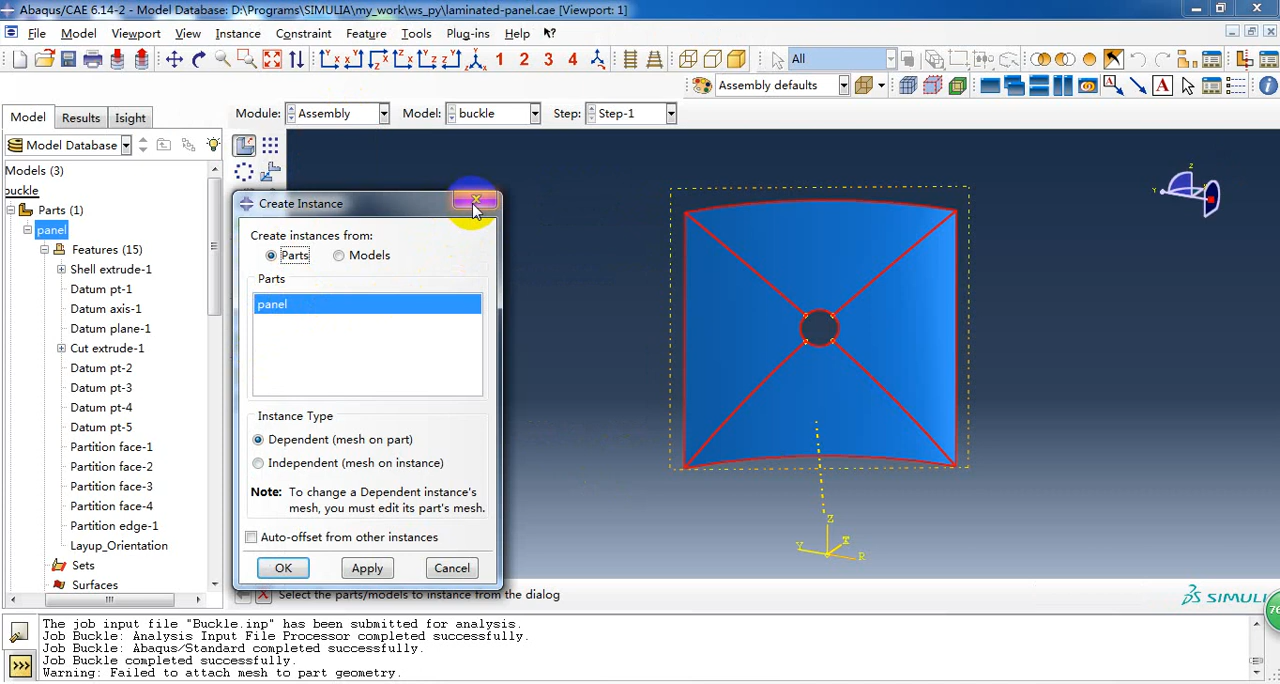 Abaqus/CAE 6.14-2 - Model Database: D:\Programs\SIMULIA\my_work\ws_py\laminated-panel.cae [Viewport: 1]
File Model Viewport View Instance Constraint Feature Tools Plug-ins Help
1 2 3 4 All
Assembly defaults
Model Results Isight Module: Assembly Model: buckle Step: Step-1
Model Database
Models (3)
buckle
Parts (1)
panel
Features (15)
Shell extrude-1
Datum pt-1
Datum axis-1
Datum plane-1
Cut extrude-1
Datum pt-2
Datum pt-3
Datum pt-4
Datum pt-5
Partition face-1
Partition face-2
Partition face-3
Partition face-4
Partition edge-1
Layup_Orientation
Sets
Surfaces
Create Instance
Create instances from:
Parts Models
Parts
panel
Instance Type
Dependent (mesh on part)
Independent (mesh on instance)
Note: To change a Dependent instance's
mesh, you must edit its part's mesh.
Auto-offset from other instances
OK Apply Cancel
Z
Y
Z
Y T R
Select the parts/models to instance from the dialog
SIMULI
76
The job input file "Buckle.inp" has been submitted for analysis.
Job Buckle: Analysis Input File Processor completed successfully.
Job Buckle: Abaqus/Standard completed successfully.
Job Buckle completed successfully.
Warning: Failed to attach mesh to part geometry.
>>>